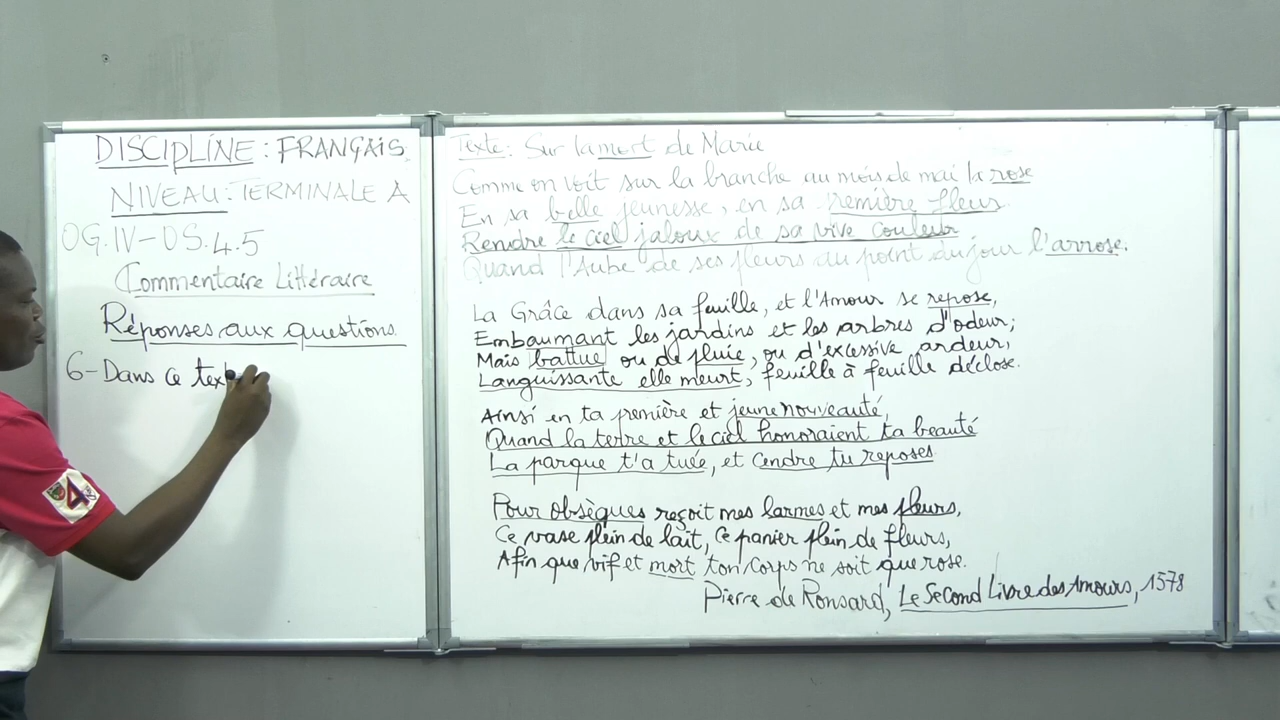 DISCIPLINE : FRANÇAIS
NIVEAU : TERMINALE A
OG.IV-OS.4.5
Commentaire Littéraire
Réponses aux questions
6- Dans ce text
Texte : Sur la mort de Marie
Comme on voit sur la branche au mois de mai la rose
En sa belle jeunesse, en sa première fleur
Rendre le ciel jaloux de sa vive couleur
Quand l'Aube de ses fleurs au point du jour l'arrose.
La Grâce dans sa feuille, et l'Amour se repose,
Embaumant les jardins et les arbres d'odeur;
Mais battue ou de pluie, ou d'excessive ardeur,
Languissante elle meurt, feuille à feuille déclose.
Ainsi en ta première et jeune nouveauté,
Quand la terre et le ciel honoraient ta beauté
La parque t'a tuée, et cendre tu reposes
Pour obsèques reçoit mes larmes et mes pleurs,
Ce vase plein de lait, ce panier plein de fleurs,
Afin que vif et mort ton corps ne soit que rose.
Pierre de Ronsard, Le Second Livre des Amours, 1578
4